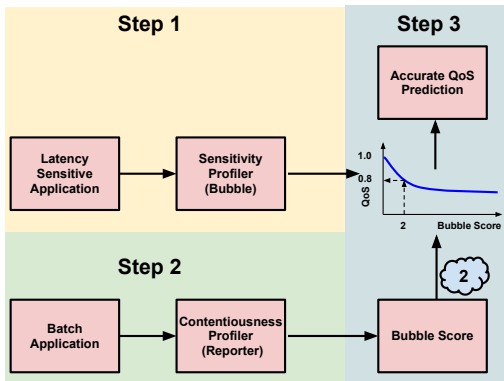 Step 1
Step 3
Accurate QoS
Prediction
Latency
Sensitive
Application
Sensitivity
Profiler
(Bubble)
1.0
0.8
QoS
2
Bubble Score
Step 2
2
Batch
Application
Contentiousness
Profiler
(Reporter)
Bubble Score